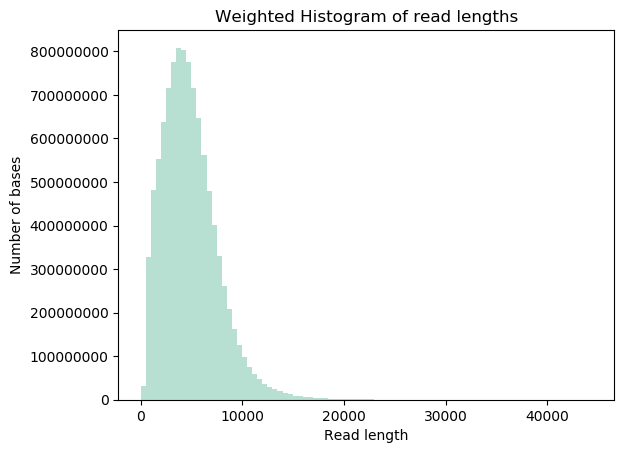 Weighted Histogram of read lengths
800000000
700000000
600000000
500000000
400000000
300000000
200000000
100000000
0
Number of bases
0 10000 20000 30000 40000
Read length